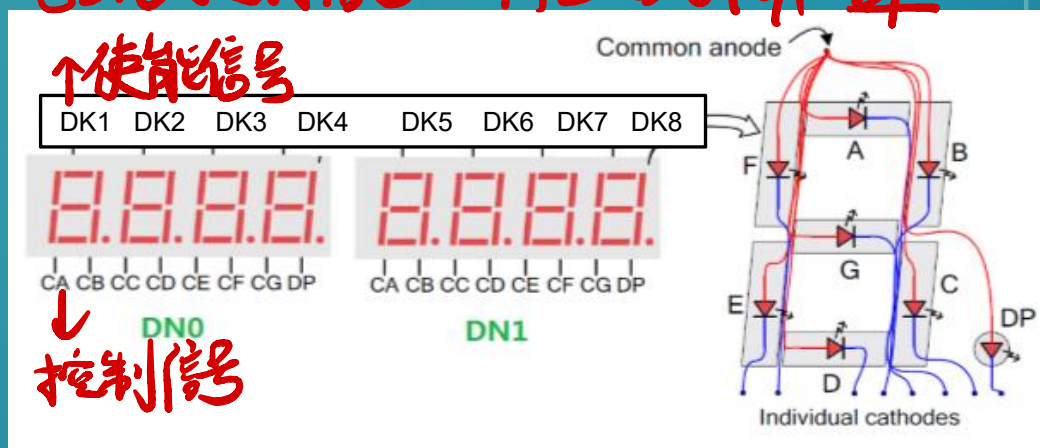 ↑使能信号
Common anode
DK1 DK2 DK3 DK4 DK5 DK6 DK7 DK8
A
F
B
G
E
C
DP
D
CA CB CC CD CE CF CG DP
CA CB CC CD CE CF CG DP
DN0
DN1
控制信号
Individual cathodes